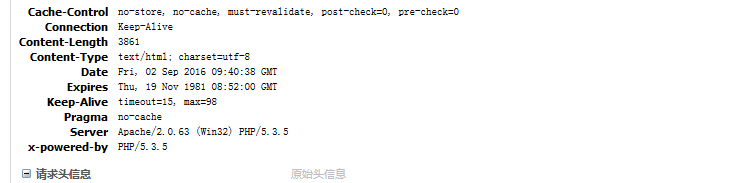 Cache-Control no-store, no-cache, must-revalidate, post-check=0, pre-check=0
Connection Keep-Alive
Content-Length 3861
Content-Type text/html; charset=utf-8
Date Fri, 02 Sep 2016 09:40:38 GMT
Expires Thu, 19 Nov 1981 08:52:00 GMT
Keep-Alive timeout=15, max=98
Pragma no-cache
Server Apache/2.0.63 (Win32) PHP/5.3.5
x-powered-by PHP/5.3.5
请求头信息 原始头信息